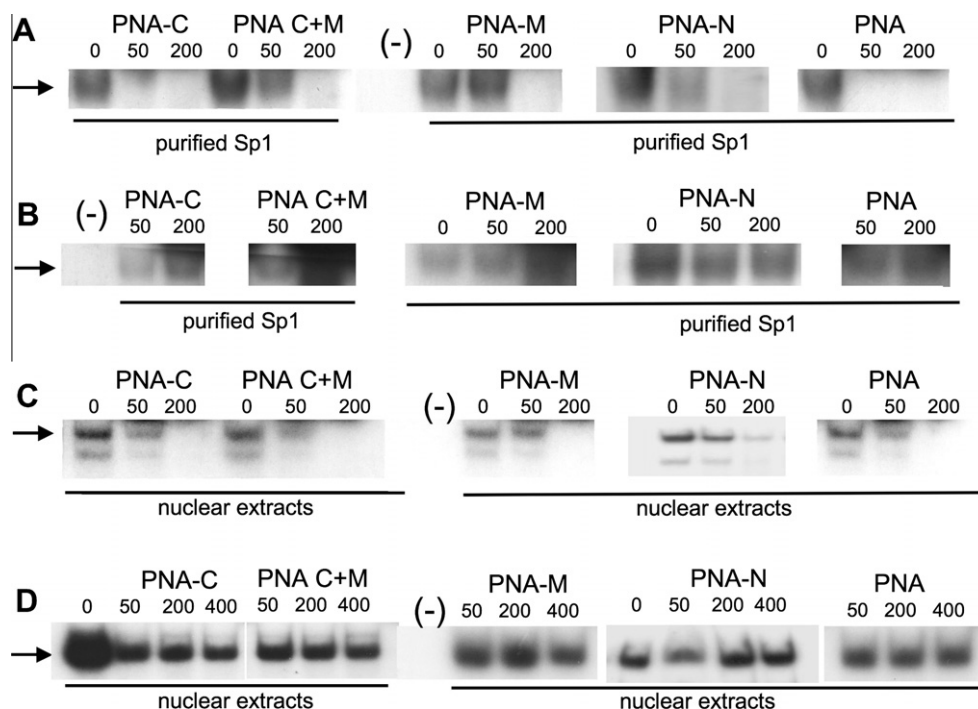 A PNA-C PNA C+M (-) PNA-M PNA-N PNA
0 50 200 0 50 200 0 50 200 0 50 200 0 50 200
purified Sp1 purified Sp1
B (-) PNA-C PNA C+M PNA-M PNA-N PNA
50 200 50 200 0 50 200 0 50 200 50 200
purified Sp1 purified Sp1
C PNA-C PNA C+M (-) PNA-M PNA-N PNA
0 50 200 0 50 200 0 50 200 0 50 200 0 50 200
nuclear extracts nuclear extracts
D PNA-C PNA C+M (-) PNA-M PNA-N PNA
0 50 200 400 50 200 400 50 200 400 0 50 200 400 50 200 400
nuclear extracts nuclear extracts